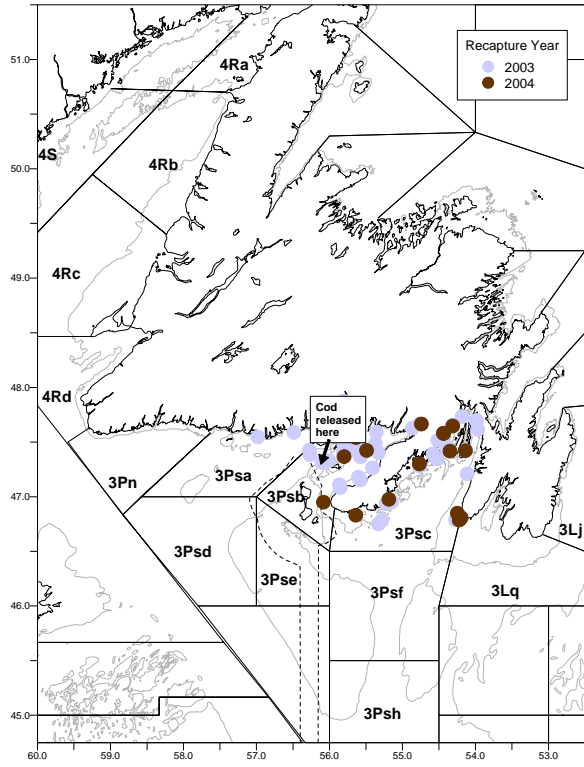 51.0
50.0
49.0
48.0
47.0
46.0
45.0
Recapture Year
2003
2004
4Ra
4S
4Rb
4Rc
4Rd
Cod
released
here
3Pn
3Psa
3Psb
3Psc
3Lj
3Psd
3Pse
3Psf
3Lq
3Psh
60.0 59.0 58.0 57.0 56.0 55.0 54.0 53.0